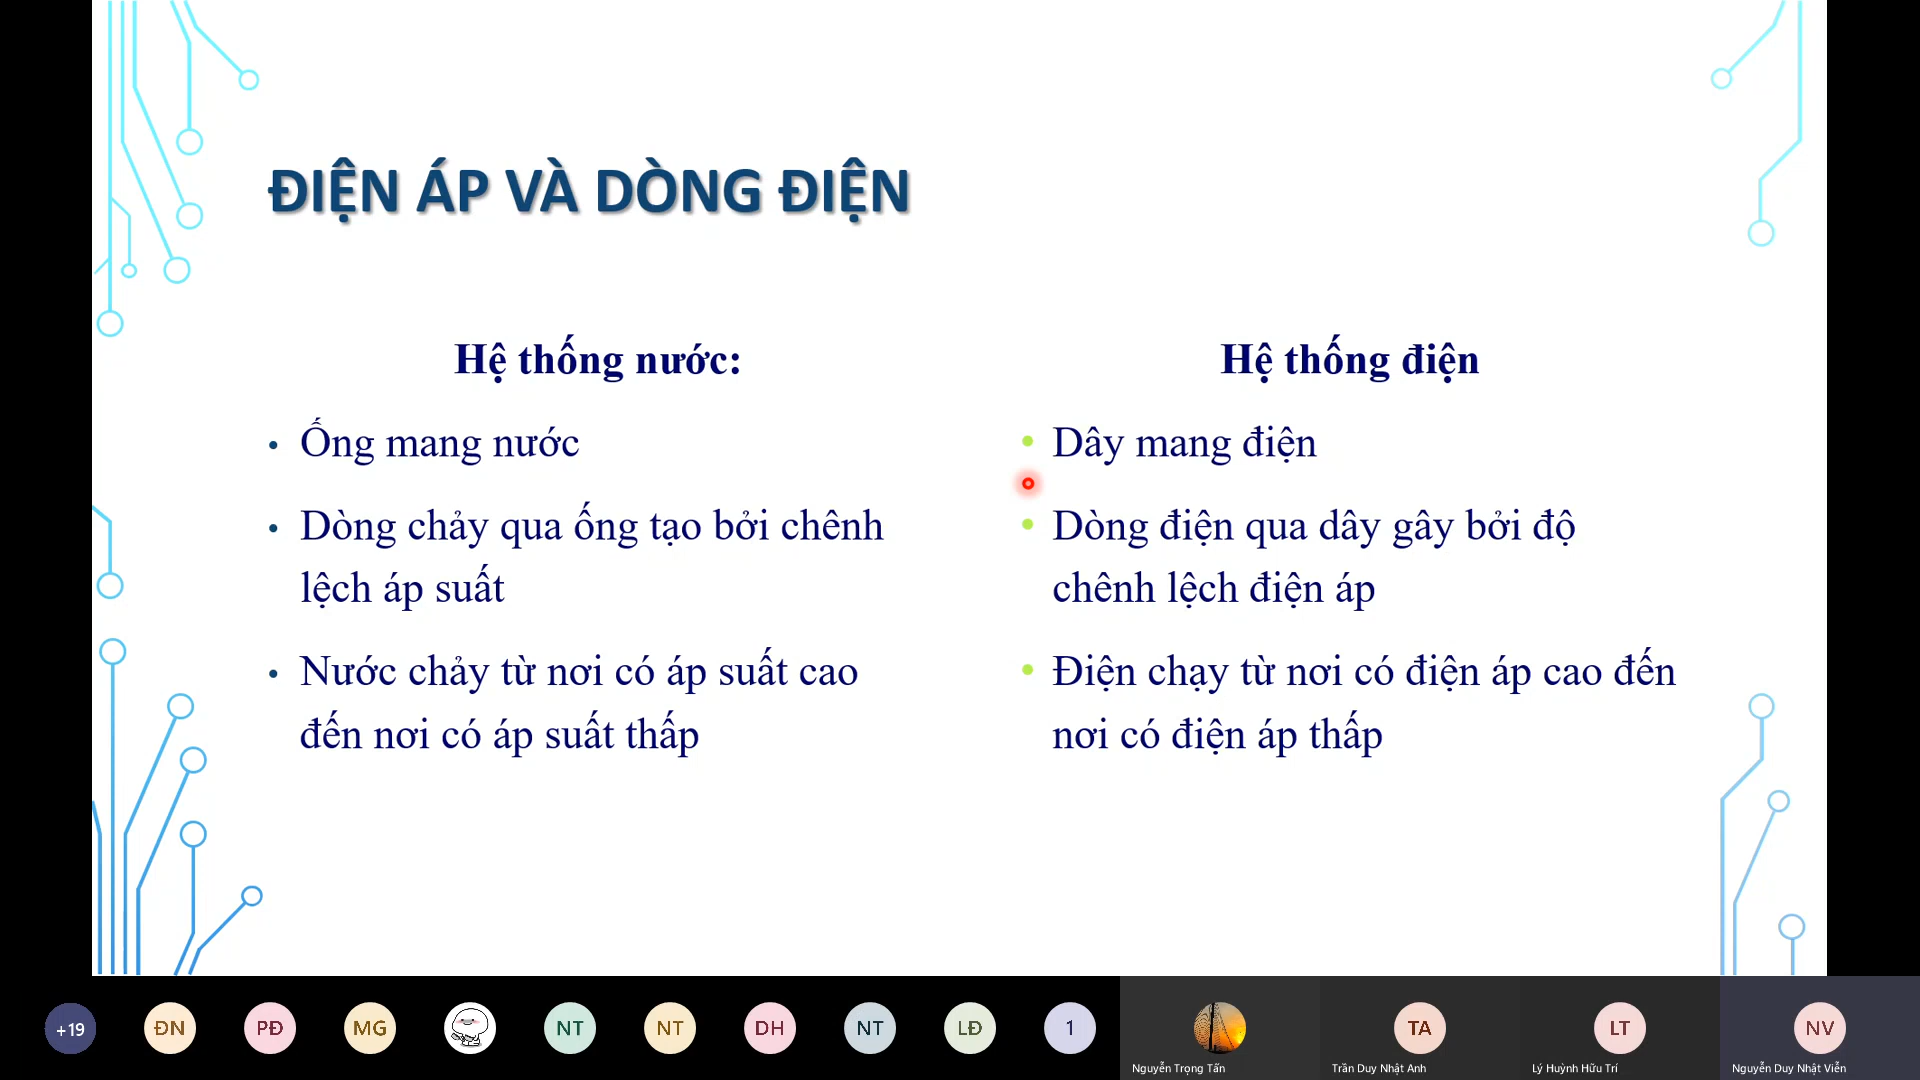 ĐIỆN ÁP VÀ DÒNG ĐIỆN
Hệ thống nước:
• Ống mang nước
• Dòng chảy qua ống tạo bởi chênh
lệch áp suất
• Nước chảy từ nơi có áp suất cao
đến nơi có áp suất thấp
Hệ thống điện
• Dây mang điện
• Dòng điện qua dây gây bởi độ
chênh lệch điện áp
• Điện chạy từ nơi có điện áp cao đến
nơi có điện áp thấp
+19
ĐN
PĐ
MG
NT
NT
DH
NT
LĐ
1
Nguyễn Trọng Tấn
TA
Trần Duy Nhật Anh
LT
Lý Huỳnh Hữu Trí
NV
Nguyễn Duy Nhật Viễn